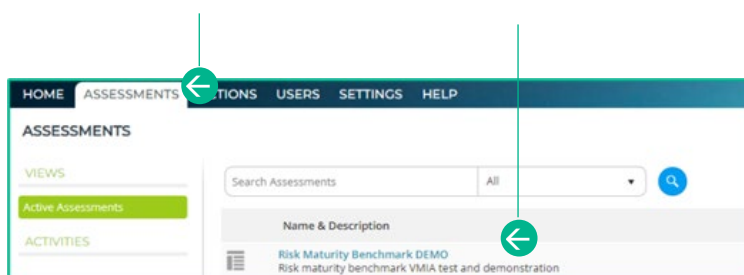 HOME ASSESSMENTS TIONS USERS SETTINGS HELP
ASSESSMENTS
VIEWS
Search Assessments All
Active Assessments
Name & Description
ACTIVITIES
Risk Maturity Benchmark DEMO
Risk maturity benchmark VMIA test and demonstration